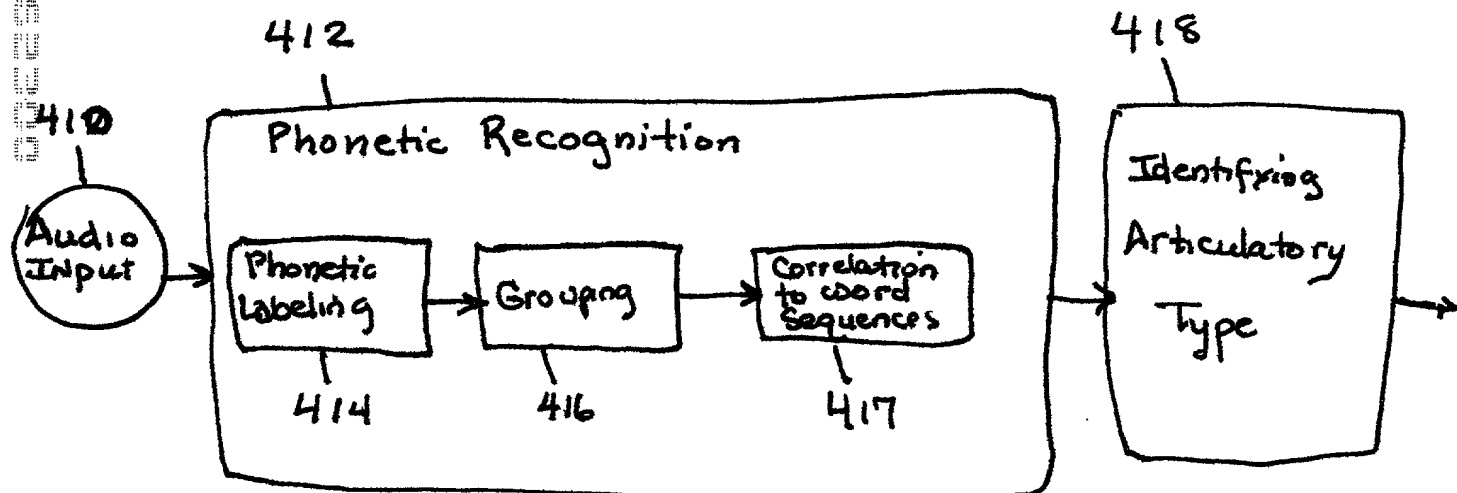 412
418
410
Phonetic Recognition
Audio
Input
Phonetic
Labeling
Grouping
Correlation
to word
Sequences
Identifying
Articulatory
Type
414
416
417